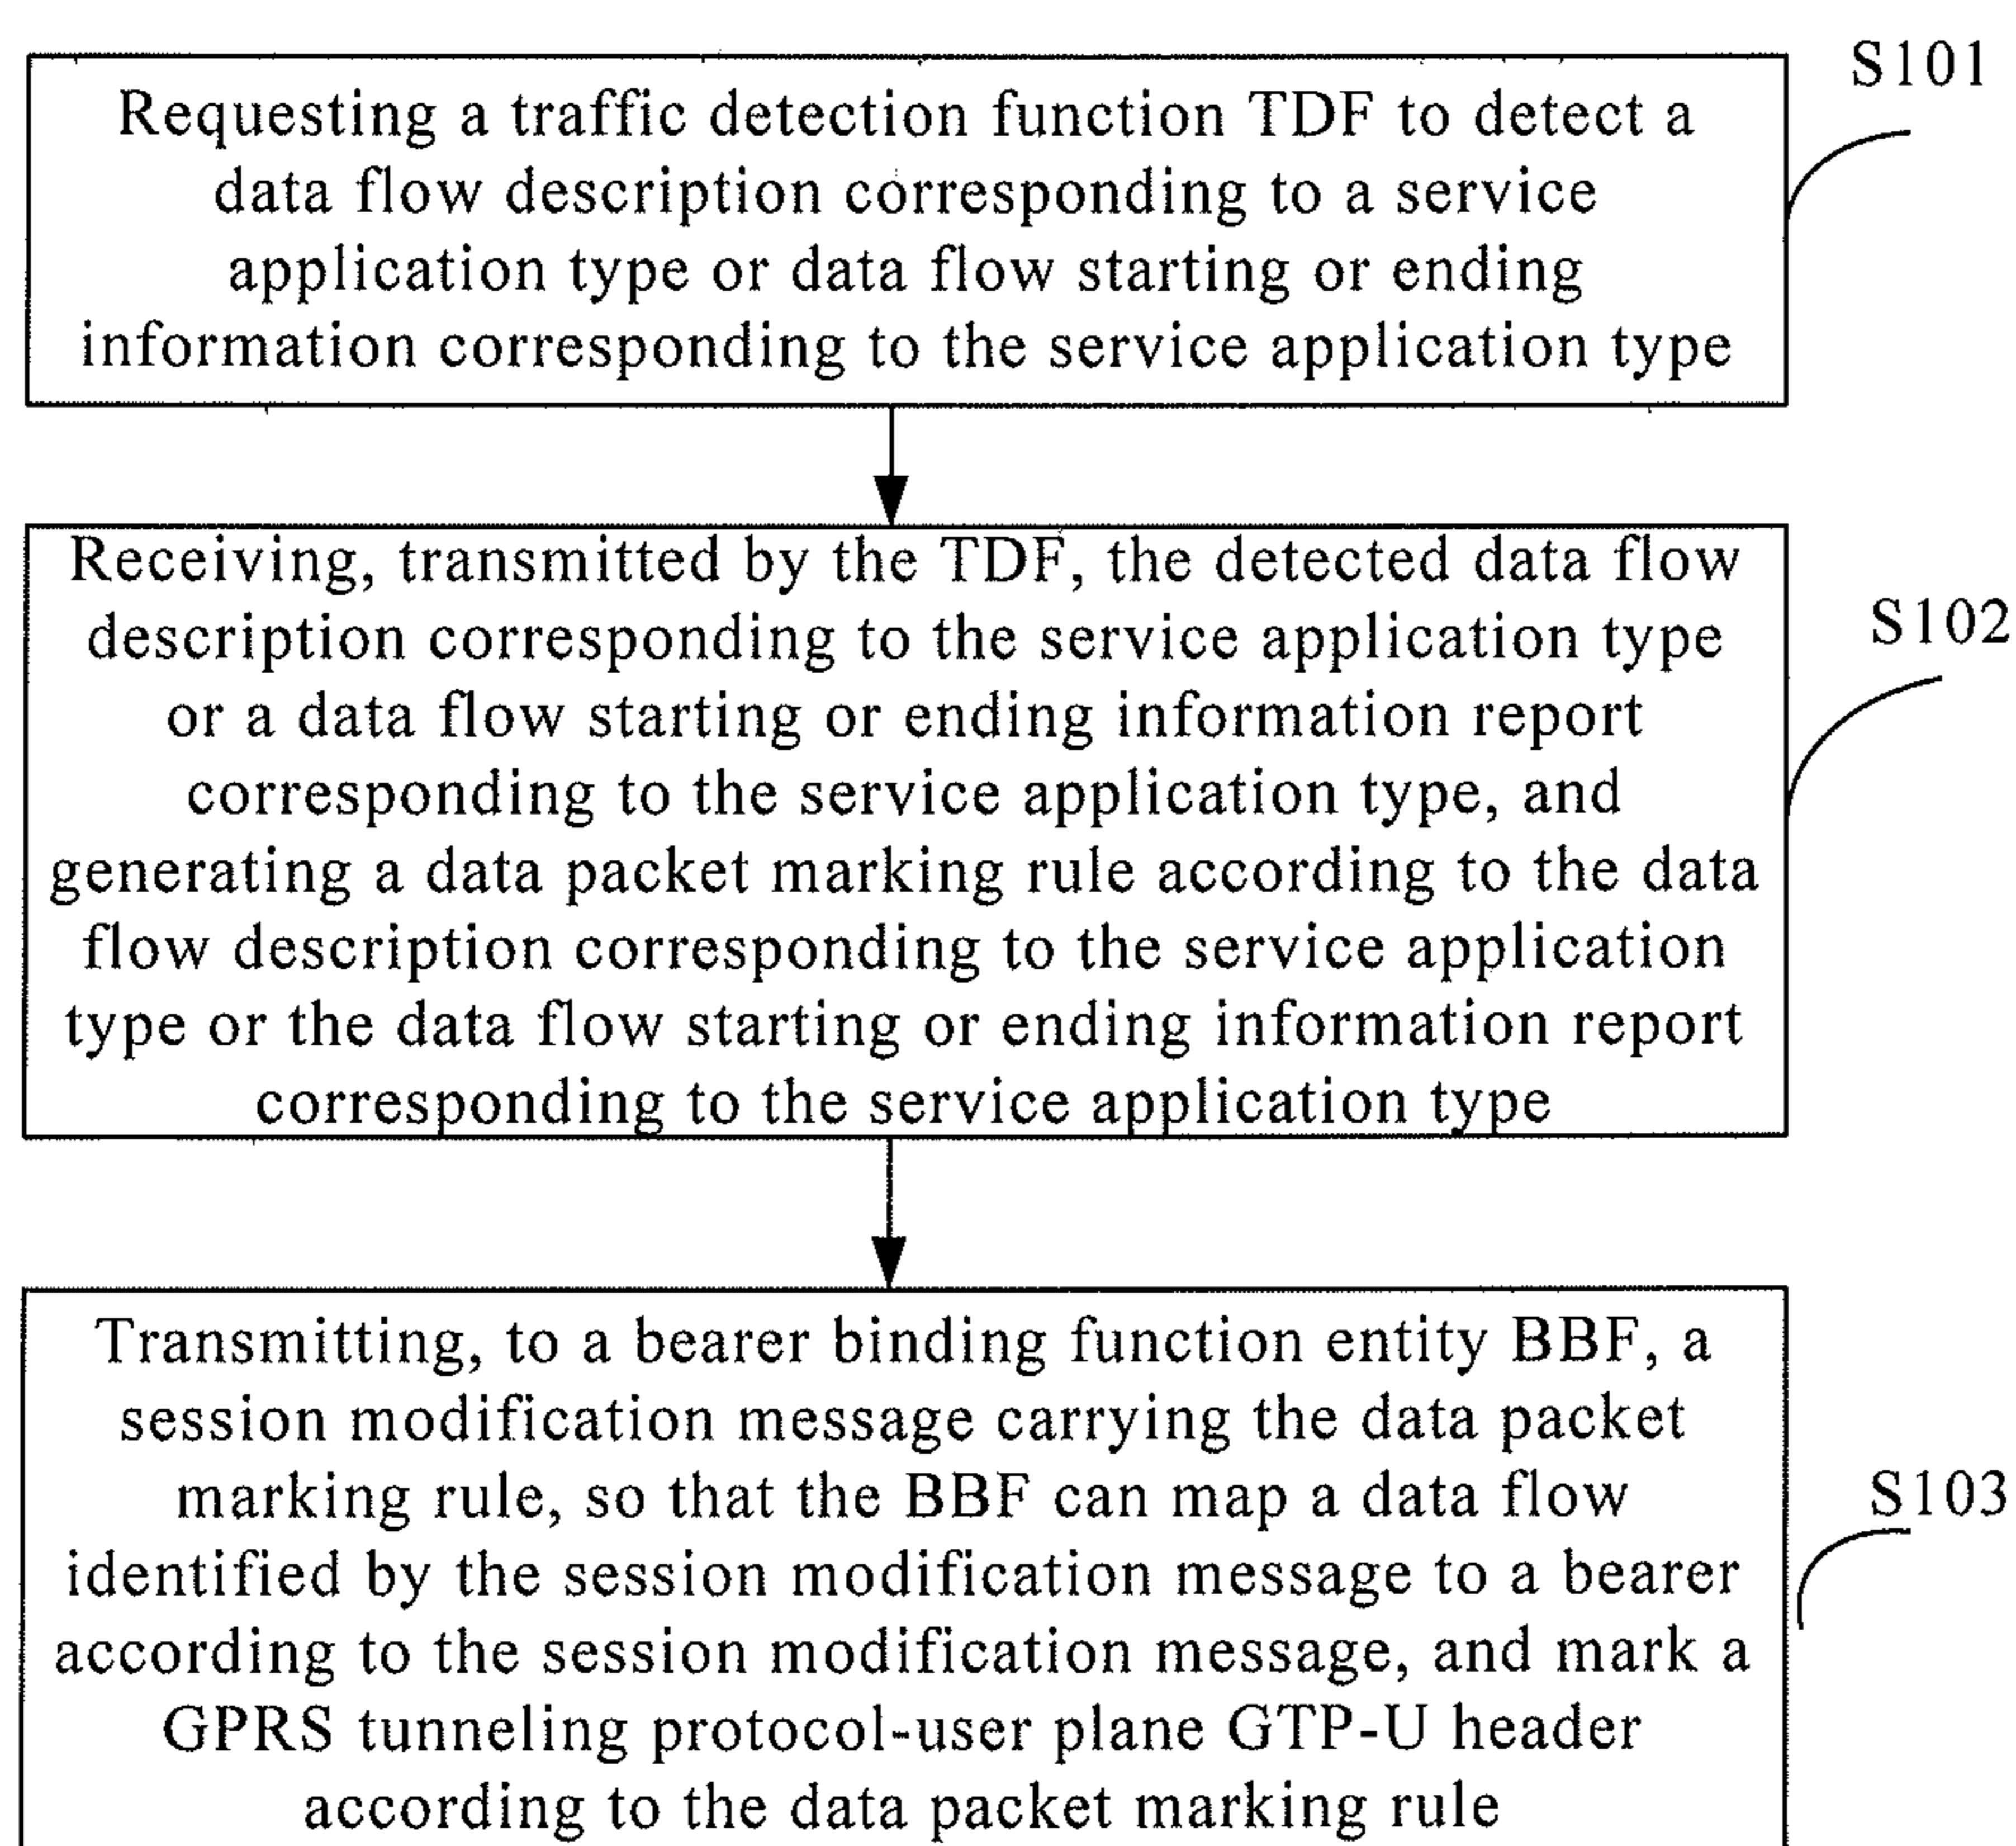 S101
Requesting a traffic detection function TDF to detect a
data flow description corresponding to a service
application type or data flow starting or ending
information corresponding to the service application type
Receiving, transmitted by the TDF, the detected data flow
description corresponding to the service application type
S102
or a data flow starting or ending information report
corresponding to the service application type, and
generating a data packet marking rule according to the data
flow description corresponding to the service application
type or the data flow starting or ending information report
corresponding to the service application type
Transmitting, to a bearer binding function entity BBF, a
session modification message carrying the data packet
marking rule, so that the BBF can map a data flow
S103
identified by the session modification message to a bearer
according to the session modification message, and mark a
GPRS tunneling protocol-user plane GTP-U header
according to the data packet marking rule